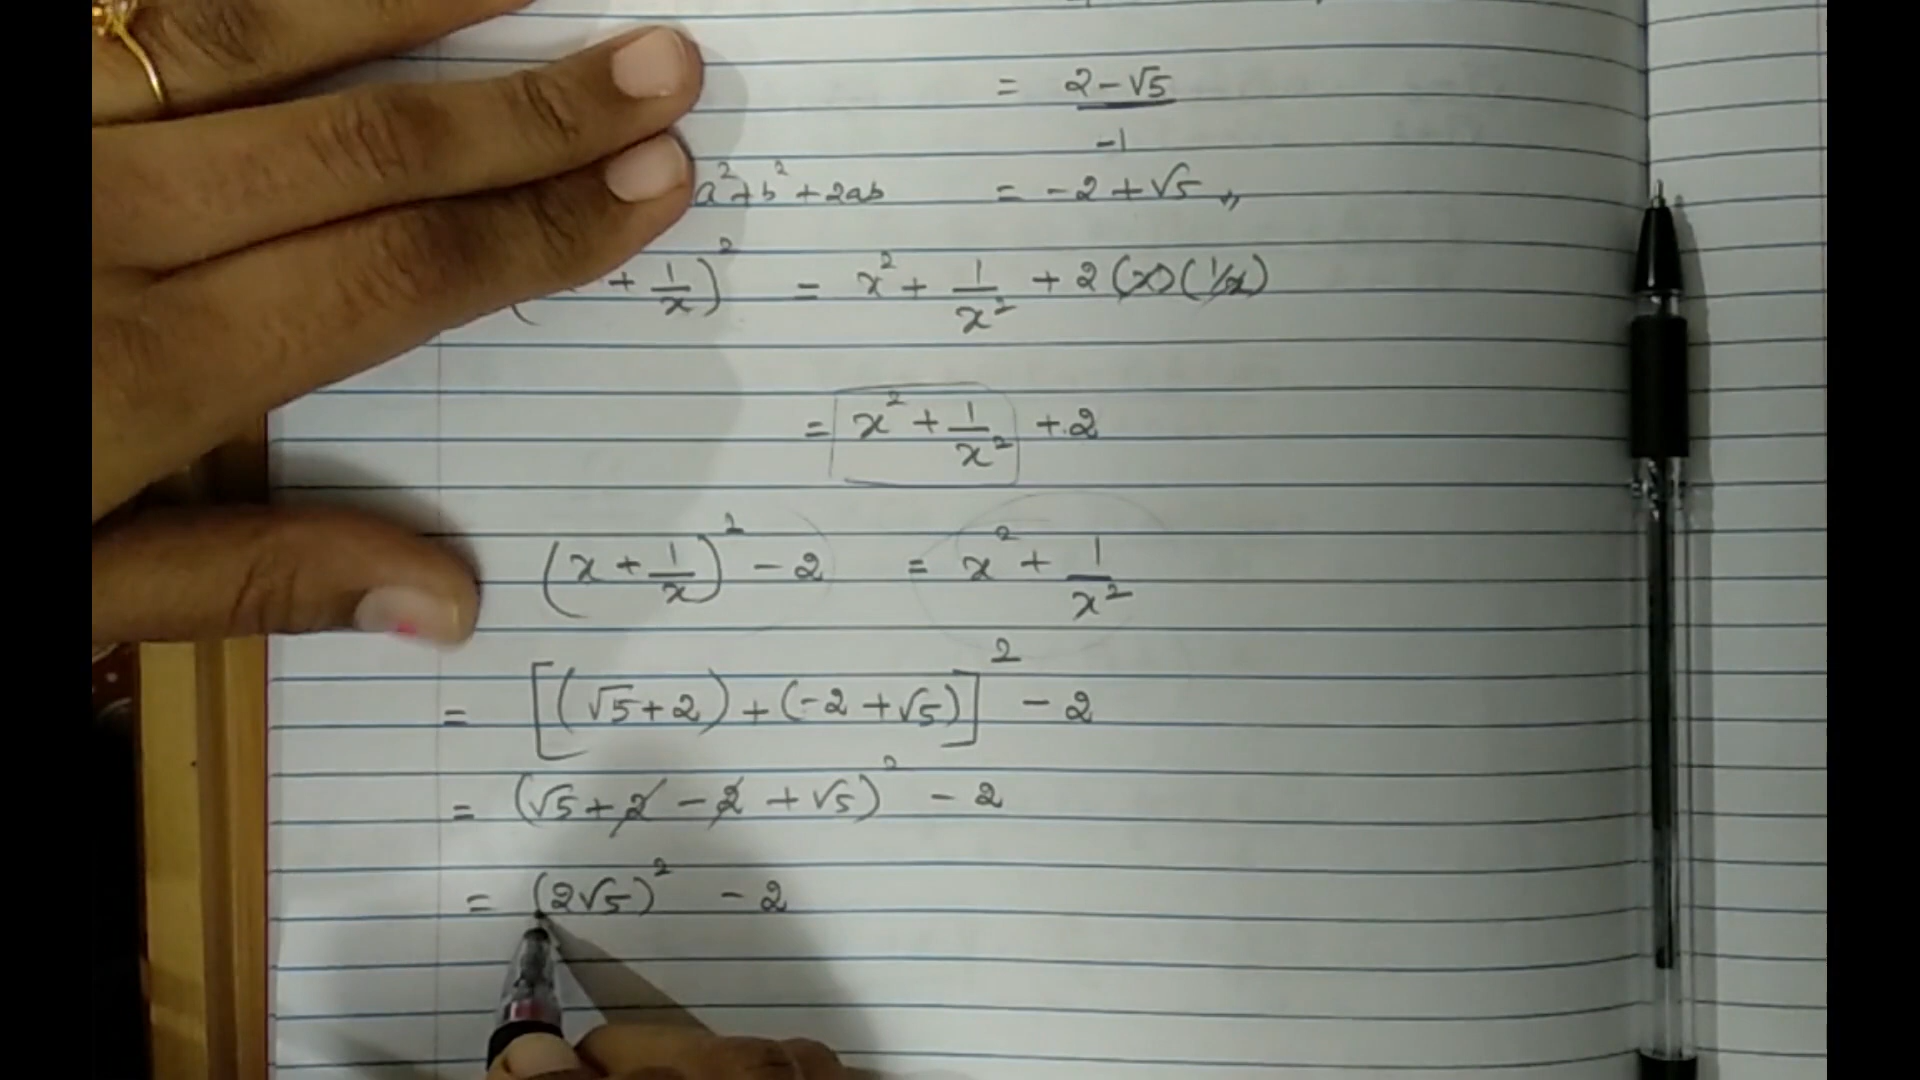 = 2 - √5
-1
a² + b² + 2ab = -2 + √5 „
+ 1/x)² = x² + 1/x² + 2 (x) (1/x)
= x² + 1/x² + 2
(x + 1/x)² - 2 = x² + 1/x²
= [(√5 + 2) + (-2 + √5)]² - 2
= (√5 + 2 - 2 + √5)² - 2
= (2√5)² - 2